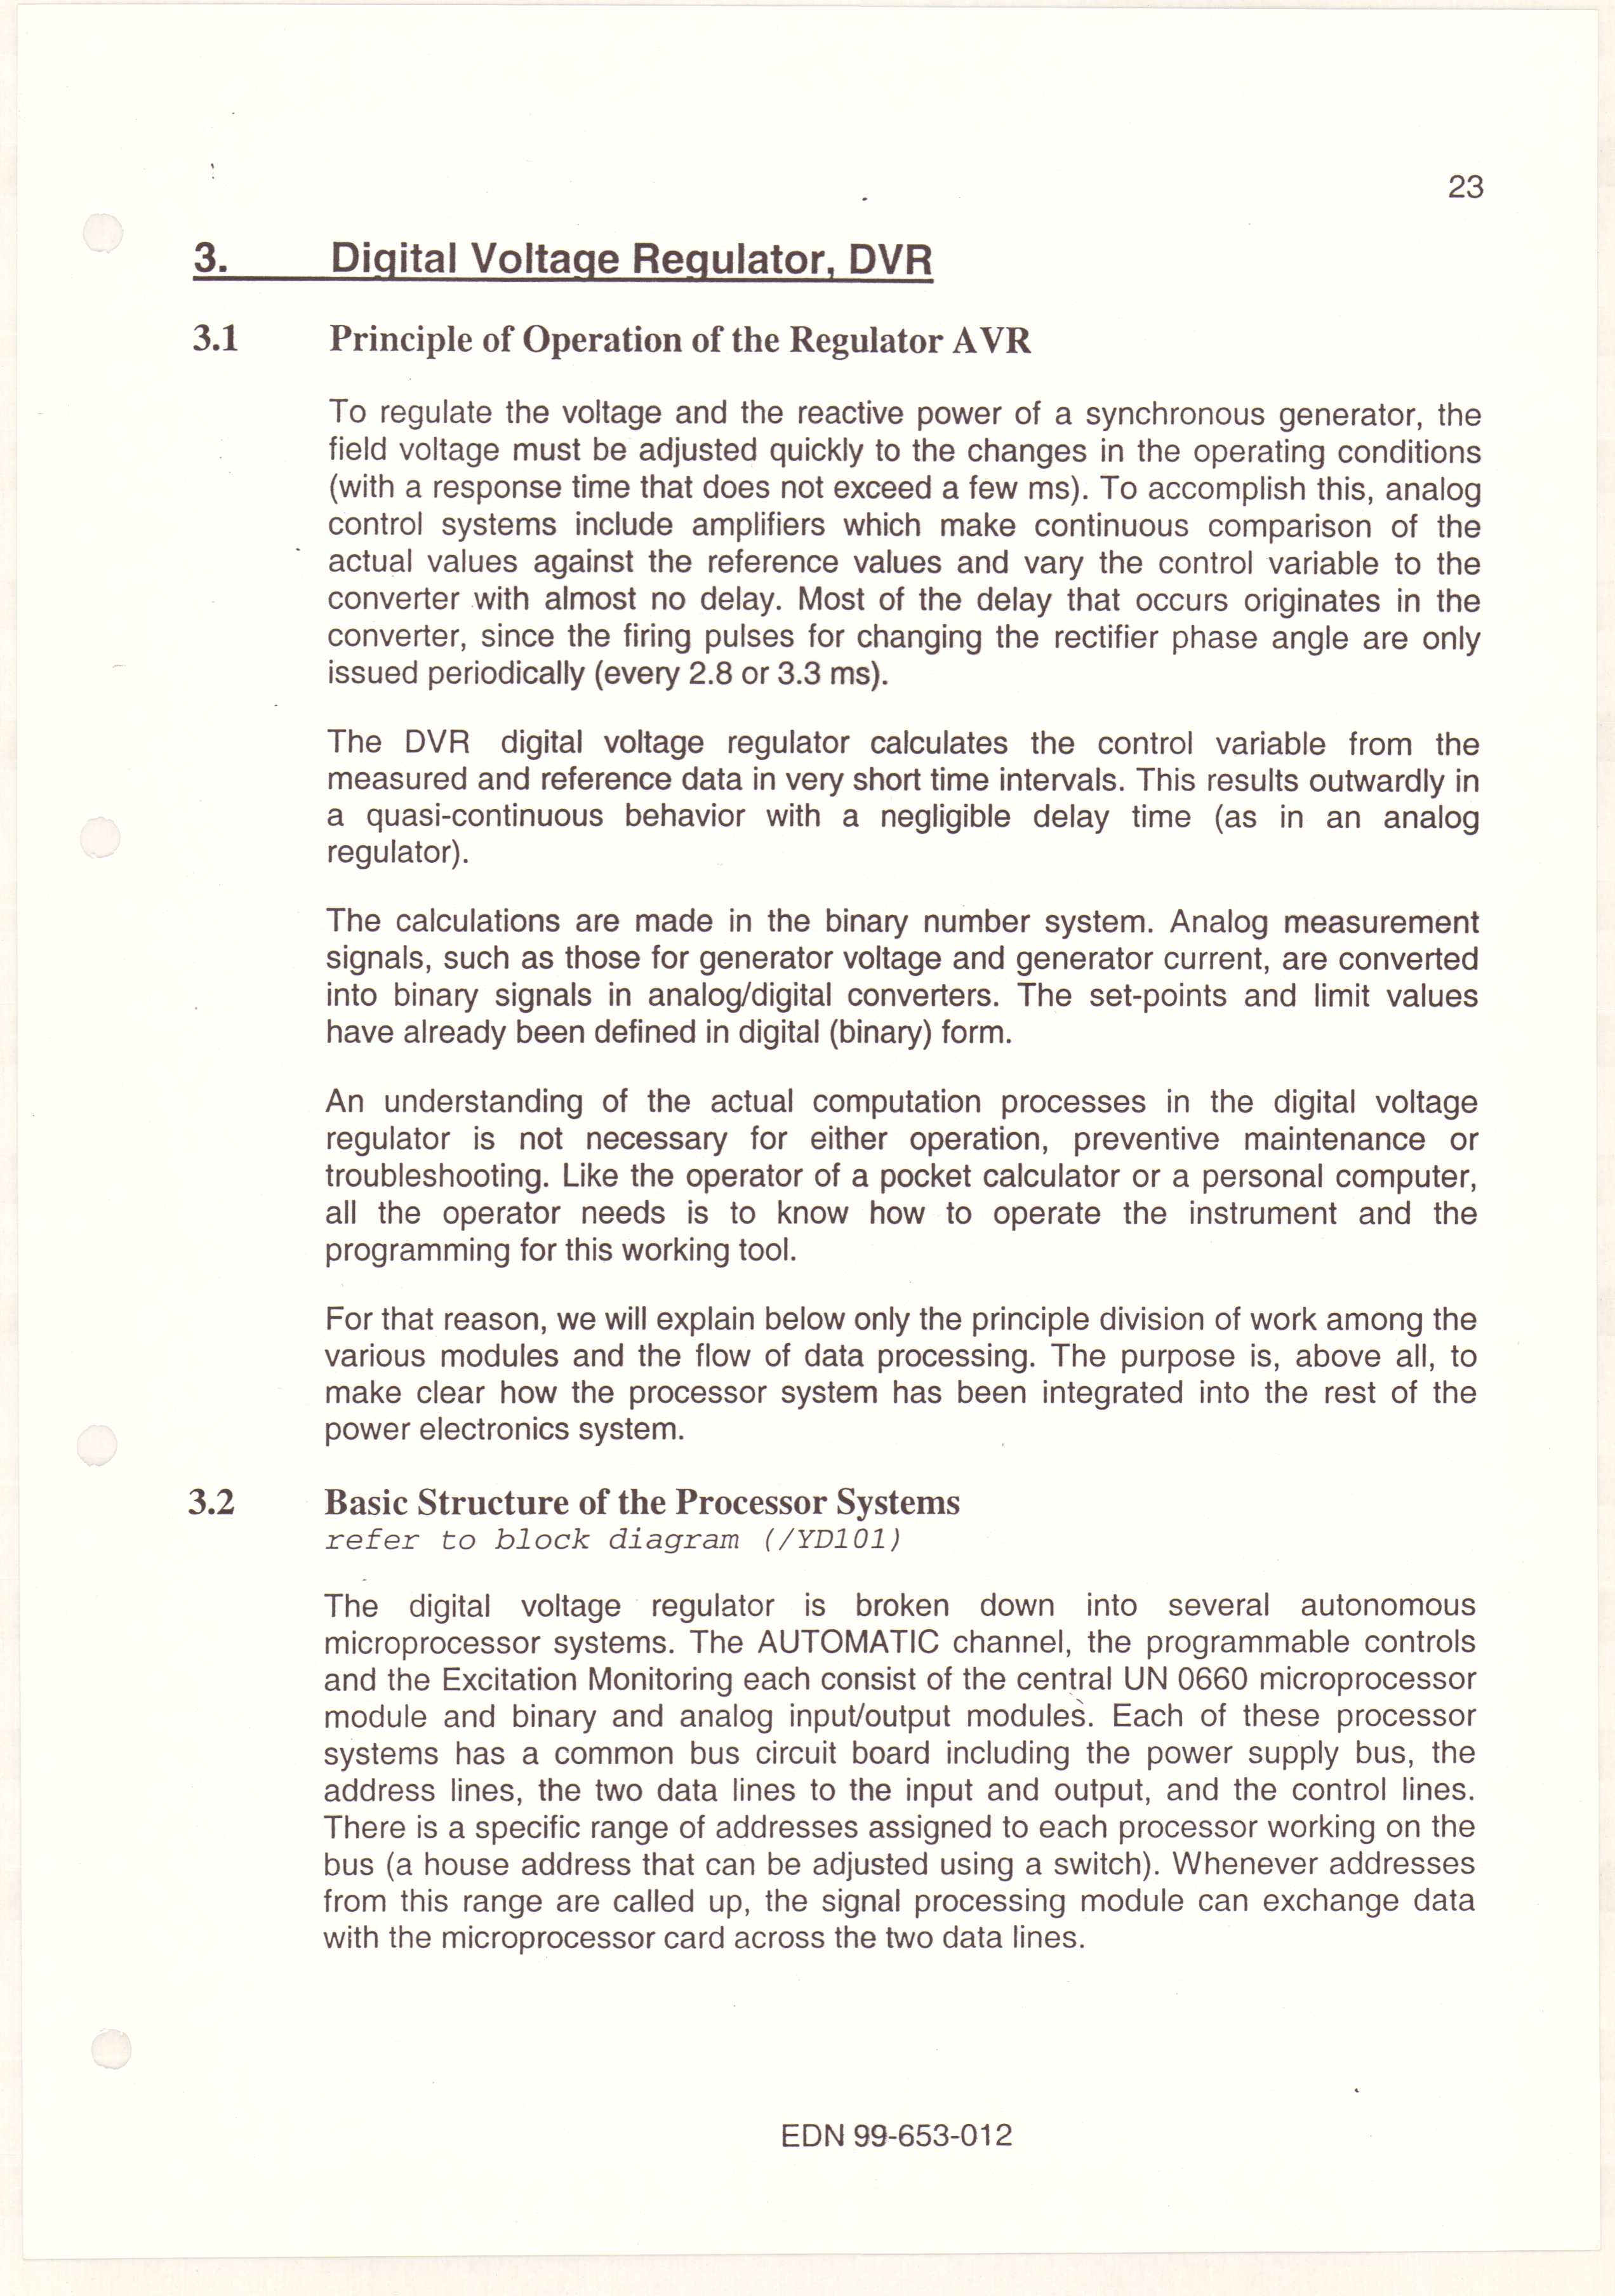 23
3. Digital Voltage Regulator, DVR
3.1 Principle of Operation of the Regulator AVR
To regulate the voltage and the reactive power of a synchronous generator, the
field voltage must be adjusted quickly to the changes in the operating conditions
(with a response time that does not exceed a few ms). To accomplish this, analog
control systems include amplifiers which make continuous comparison of the
actual values against the reference values and vary the control variable to the
converter with almost no delay. Most of the delay that occurs originates in the
converter, since the firing pulses for changing the rectifier phase angle are only
issued periodically (every 2.8 or 3.3 ms).
The DVR digital voltage regulator calculates the control variable from the
measured and reference data in very short time intervals. This results outwardly in
a quasi-continuous behavior with a negligible delay time (as in an analog
regulator).
The calculations are made in the binary number system. Analog measurement
signals, such as those for generator voltage and generator current, are converted
into binary signals in analog/digital converters. The set-points and limit values
have already been defined in digital (binary) form.
An understanding of the actual computation processes in the digital voltage
regulator is not necessary for either operation, preventive maintenance or
troubleshooting. Like the operator of a pocket calculator or a personal computer,
all the operator needs is to know how to operate the instrument and the
programming for this working tool.
For that reason, we will explain below only the principle division of work among the
various modules and the flow of data processing. The purpose is, above all, to
make clear how the processor system has been integrated into the rest of the
power electronics system.
3.2 Basic Structure of the Processor Systems
refer to block diagram (/YD101)
The digital voltage regulator is broken down into several autonomous
microprocessor systems. The AUTOMATIC channel, the programmable controls
and the Excitation Monitoring each consist of the central UN 0660 microprocessor
module and binary and analog input/output modules. Each of these processor
systems has a common bus circuit board including the power supply bus, the
address lines, the two data lines to the input and output, and the control lines.
There is a specific range of addresses assigned to each processor working on the
bus (a house address that can be adjusted using a switch). Whenever addresses
from this range are called up, the signal processing module can exchange data
with the microprocessor card across the two data lines.
EDN 99-653-012